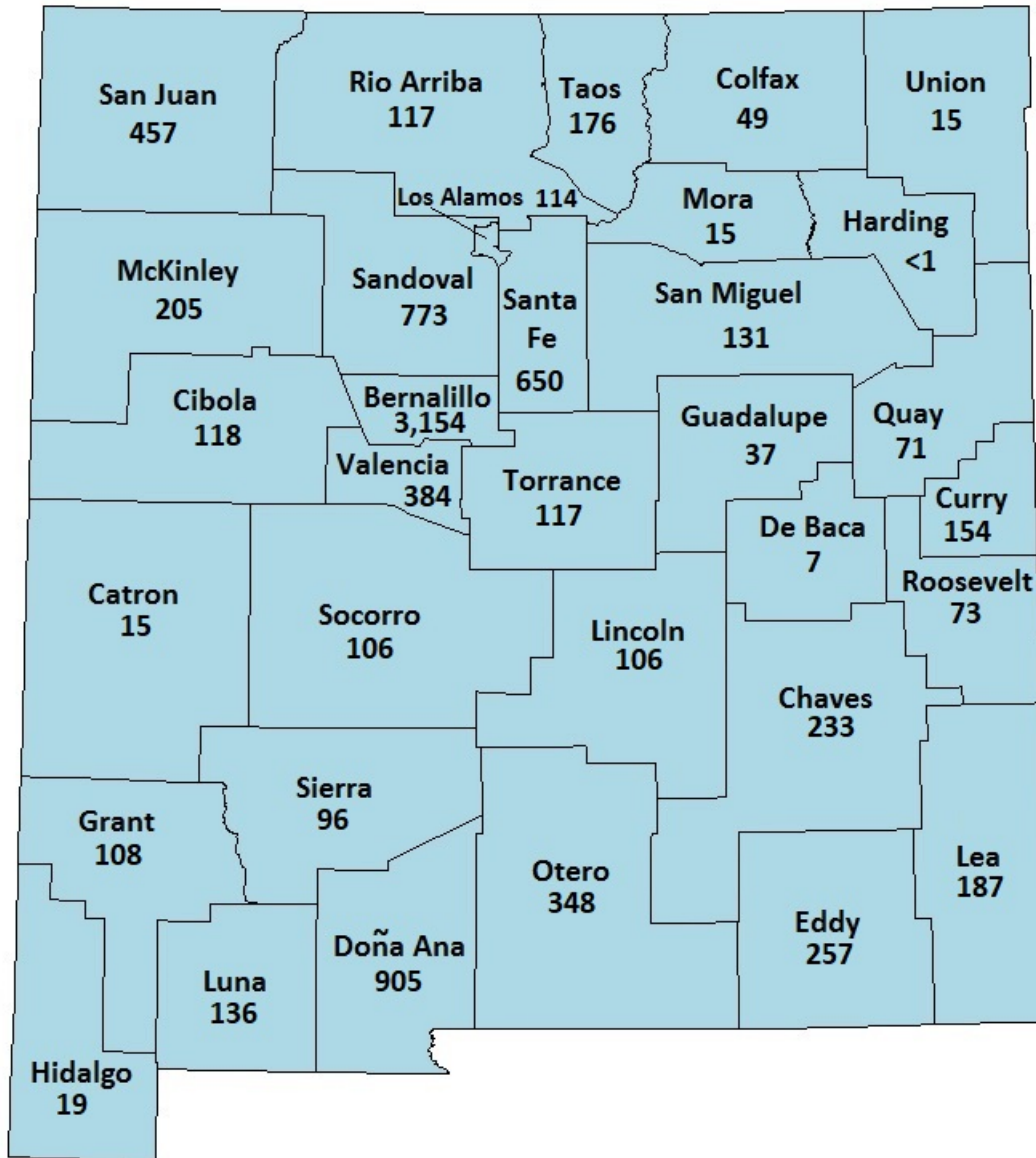 San Juan
457
Rio Arriba
117
Taos
176
Colfax
49
Union
15
Los Alamos 114
Mora
15
Harding
<1
McKinley
205
Sandoval
773
Santa
Fe
650
San Miguel
131
Cibola
118
Bernalillo
3,154
Guadalupe
37
Quay
71
Valencia
384
Torrance
117
Curry
154
De Baca
7
Catron
15
Socorro
106
Lincoln
106
Roosevelt
73
Chaves
233
Sierra
96
Grant
108
Otero
348
Lea
187
Doña Ana
905
Eddy
257
Luna
136
Hidalgo
19